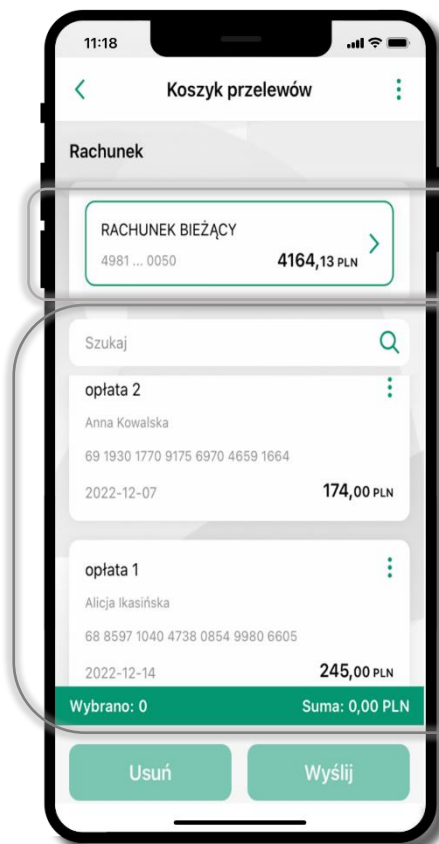 11:18
Koszyk przelewów
Rachunek
RACHUNEK BIEŻĄCY
4981 ... 0050
4164,13 PLN
Szukaj
opłata 2
Anna Kowalska
69 1930 1770 9175 6970 4659 1664
2022-12-07
174,00 PLN
opłata 1
Alicja Ikasińska
68 8597 1040 4738 0854 9980 6605
2022-12-14
245,00 PLN
Wybrano: 0
Suma: 0,00 PLN
Usuń
Wyślij